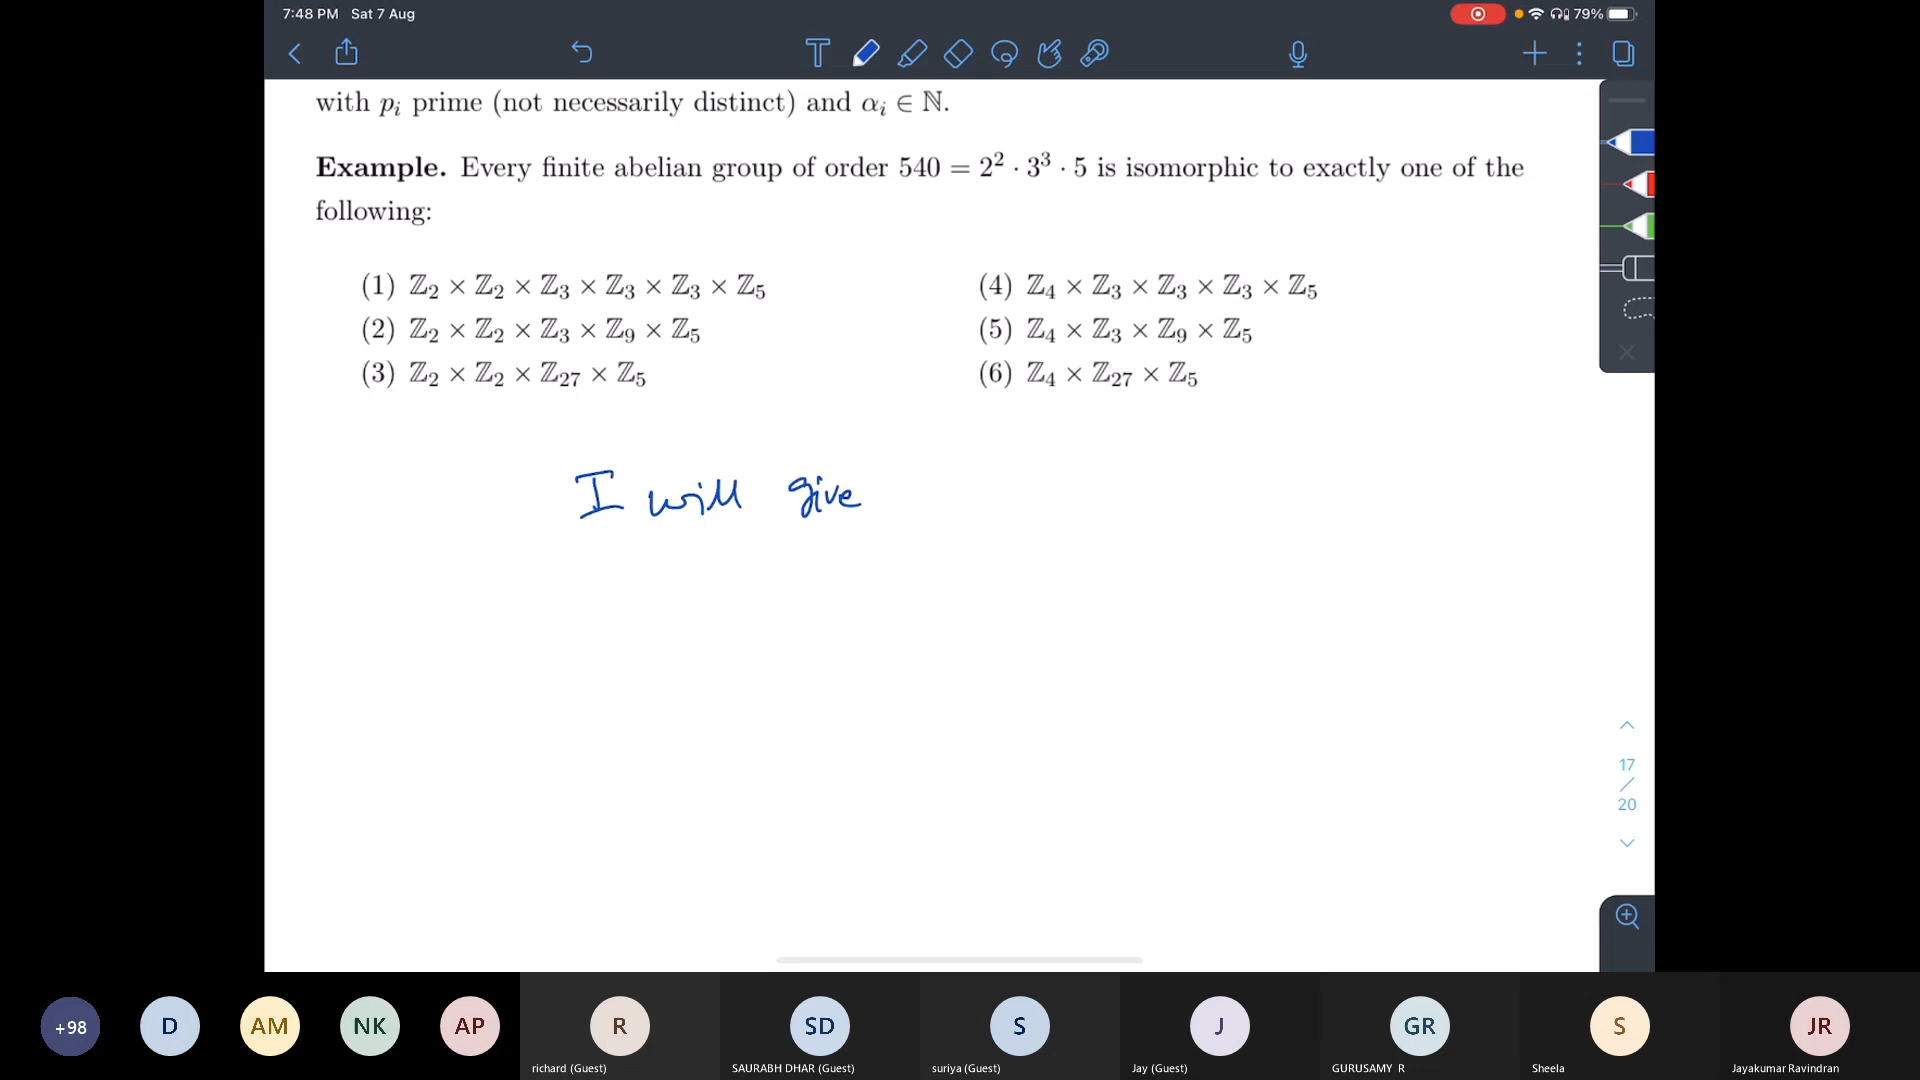 7:48 PM Sat 7 Aug 79%
with pᵢ prime (not necessarily distinct) and αᵢ ∈ ℕ.
Example. Every finite abelian group of order 540 = 2² · 3³ · 5 is isomorphic to exactly one of the
following:
(1) ℤ₂ × ℤ₂ × ℤ₃ × ℤ₃ × ℤ₃ × ℤ₅
(2) ℤ₂ × ℤ₂ × ℤ₃ × ℤ₉ × ℤ₅
(3) ℤ₂ × ℤ₂ × ℤ₂₇ × ℤ₅
(4) ℤ₄ × ℤ₃ × ℤ₃ × ℤ₃ × ℤ₅
(5) ℤ₄ × ℤ₃ × ℤ₉ × ℤ₅
(6) ℤ₄ × ℤ₂₇ × ℤ₅
I will give
17
/
20
+98 D AM NK AP R SD S J GR S JR
richard (Guest) SAURABH DHAR (Guest) suriya (Guest) Jay (Guest) GURUSAMY R Sheela Jayakumar Ravindran